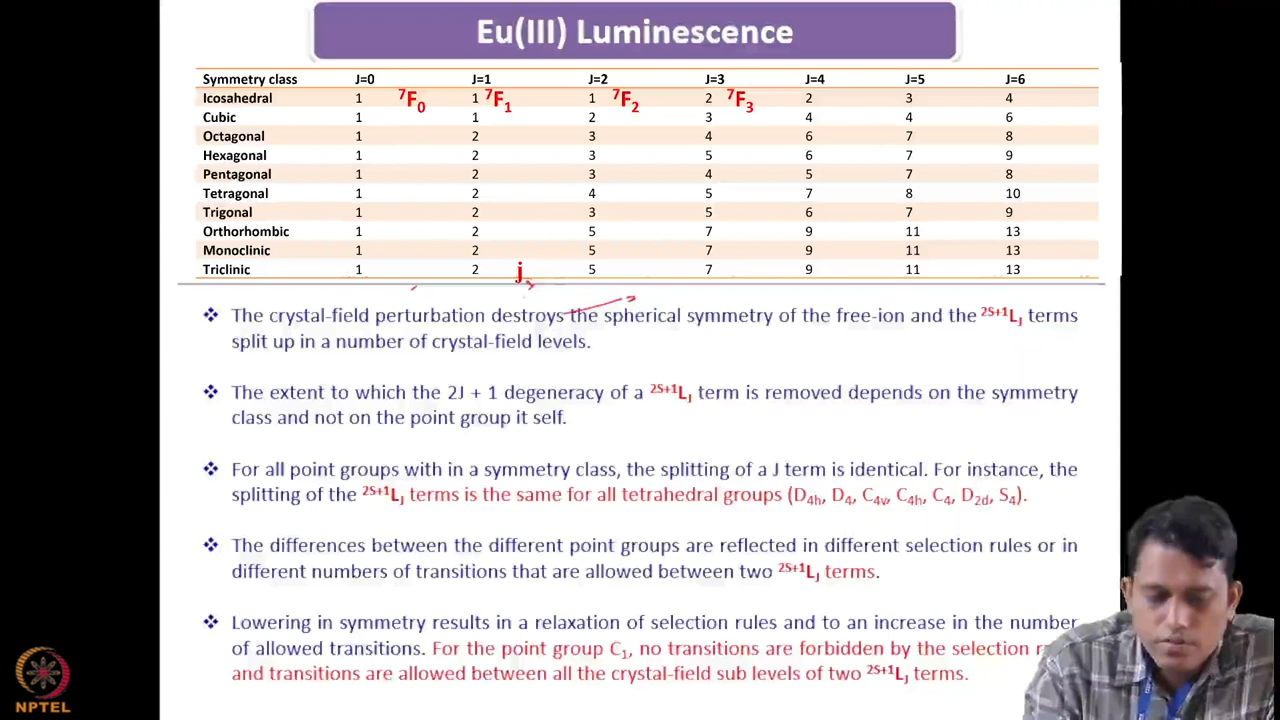 Eu(III) Luminescence
Symmetry class J=0 J=1 J=2 J=3 J=4 J=5 J=6
Icosahedral 1 ⁷F₀ 1 ⁷F₁ 1 ⁷F₂ 2 ⁷F₃ 2 3 4
Cubic 1 1 2 3 4 4 6
Octagonal 1 2 3 4 6 7 8
Hexagonal 1 2 3 5 6 7 9
Pentagonal 1 2 3 4 5 7 8
Tetragonal 1 2 4 5 7 8 10
Trigonal 1 2 3 5 6 7 9
Orthorhombic 1 2 5 7 9 11 13
Monoclinic 1 2 5 7 9 11 13
Triclinic 1 2 j 5 7 9 11 13
❖ The crystal-field perturbation destroys the spherical symmetry of the free-ion and the ²ˢ⁺¹L_J terms
split up in a number of crystal-field levels.
❖ The extent to which the 2J + 1 degeneracy of a ²ˢ⁺¹L_J term is removed depends on the symmetry
class and not on the point group it self.
❖ For all point groups with in a symmetry class, the splitting of a J term is identical. For instance, the
splitting of the ²ˢ⁺¹L_J terms is the same for all tetrahedral groups (D4h, D4, C4v, C4h, C4, D2d, S4).
❖ The differences between the different point groups are reflected in different selection rules or in
different numbers of transitions that are allowed between two ²ˢ⁺¹L_J terms.
❖ Lowering in symmetry results in a relaxation of selection rules and to an increase in the number
of allowed transitions. For the point group C₁, no transitions are forbidden by the selection
and transitions are allowed between all the crystal-field sub levels of two ²ˢ⁺¹L_J terms.
NPTEL